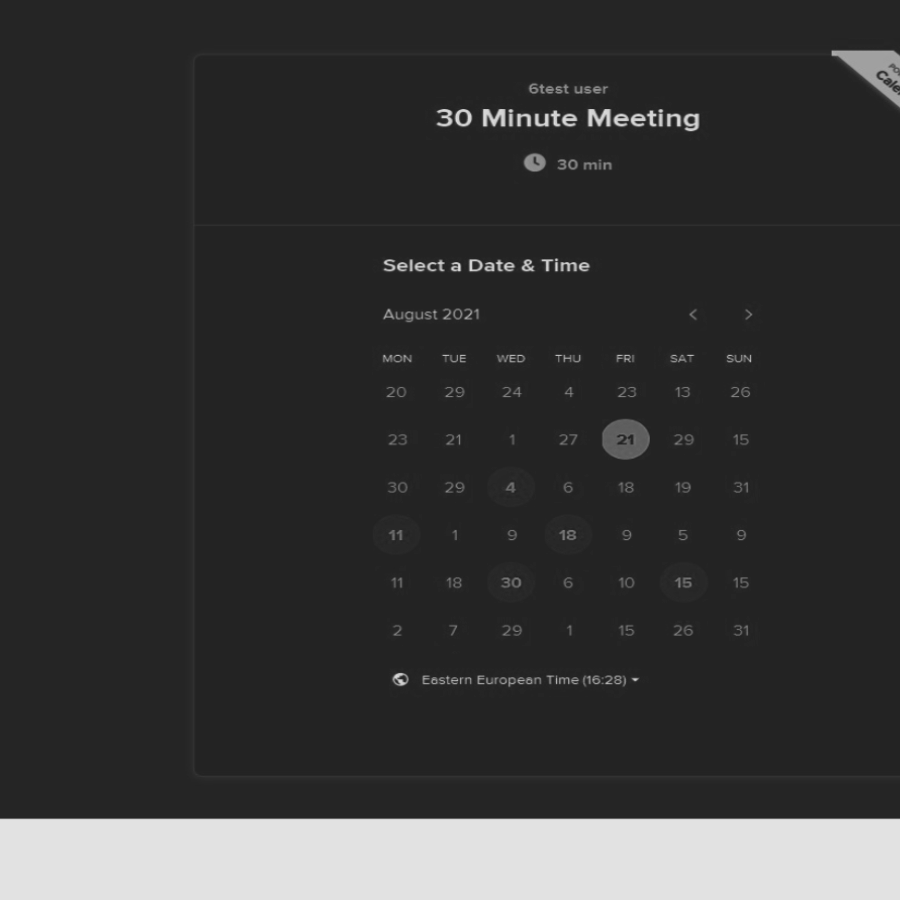 6test user
30 Minute Meeting
30 min
Select a Date & Time
August 2021
MON TUE WED THU FRI SAT SUN
20 29 24 4 23 13 26
23 21 1 27 21 29 15
30 29 4 6 18 19 31
11 1 9 18 9 5 9
11 18 30 6 10 15 15
2 7 29 1 15 26 31
Eastern European Time (16:28)